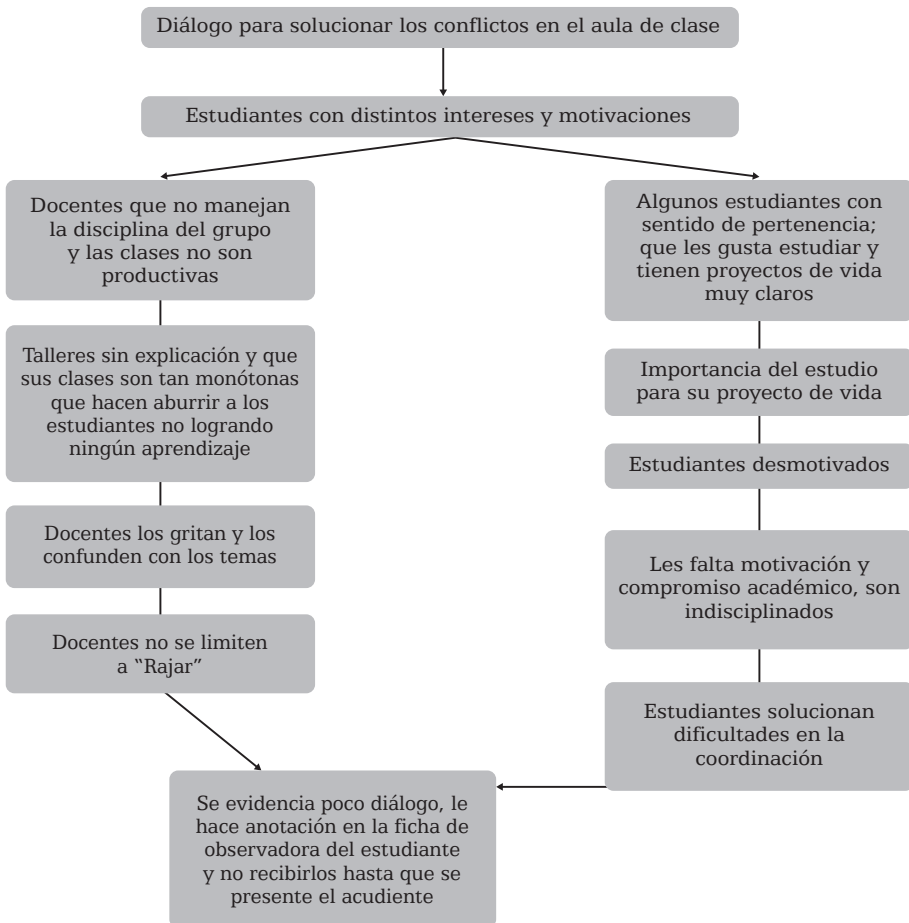 Diálogo para solucionar los conflictos en el aula de clase
Estudiantes con distintos intereses y motivaciones
Docentes que no manejan
la disciplina del grupo
y las clases no son
productivas
Talleres sin explicación y que
sus clases son tan monótonas
que hacen aburrir a los
estudiantes no logrando
ningún aprendizaje
Docentes los gritan y los
confunden con los temas
Docentes no se limiten
a “Rajar”
Algunos estudiantes con
sentido de pertenencia;
que les gusta estudiar y
tienen proyectos de vida
muy claros
Importancia del estudio
para su proyecto de vida
Estudiantes desmotivados
Les falta motivación y
compromiso académico, son
indisciplinados
Estudiantes solucionan
dificultades en la
coordinación
Se evidencia poco diálogo, le
hace anotación en la ficha de
observadora del estudiante
y no recibirlos hasta que se
presente el acudiente